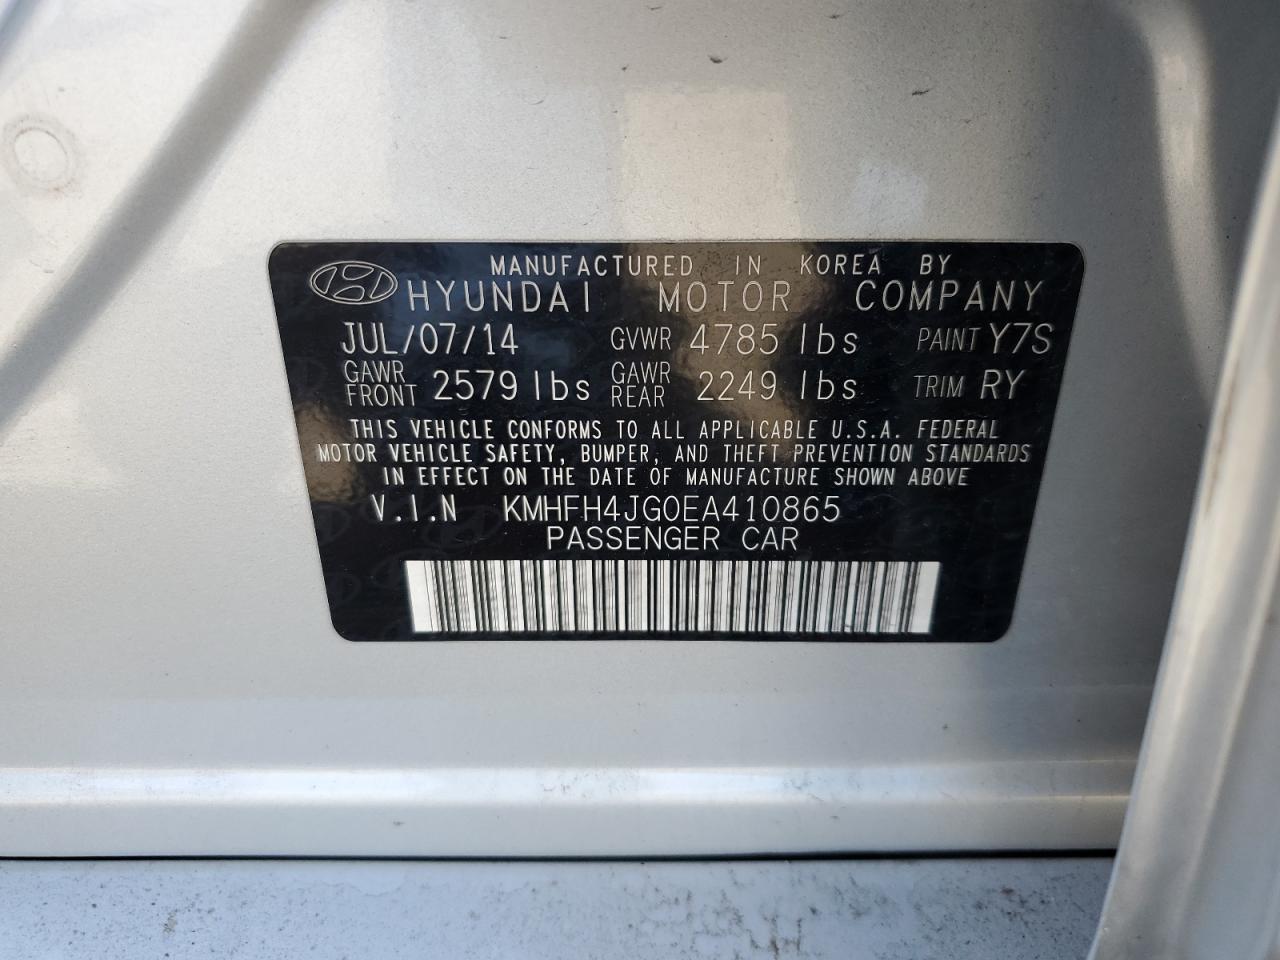 MANUFACTURED IN KOREA BY
HYUNDAI MOTOR COMPANY
JUL/07/14 GVWR 4785 lbs PAINT Y7S
GAWR FRONT 2579 lbs GAWR REAR 2249 lbs TRIM RY
THIS VEHICLE CONFORMS TO ALL APPLICABLE U.S.A. FEDERAL
MOTOR VEHICLE SAFETY, BUMPER, AND THEFT PREVENTION STANDARDS
IN EFFECT ON THE DATE OF MANUFACTURE SHOWN ABOVE
V.I.N KMHFH4JG0EA410865
PASSENGER CAR